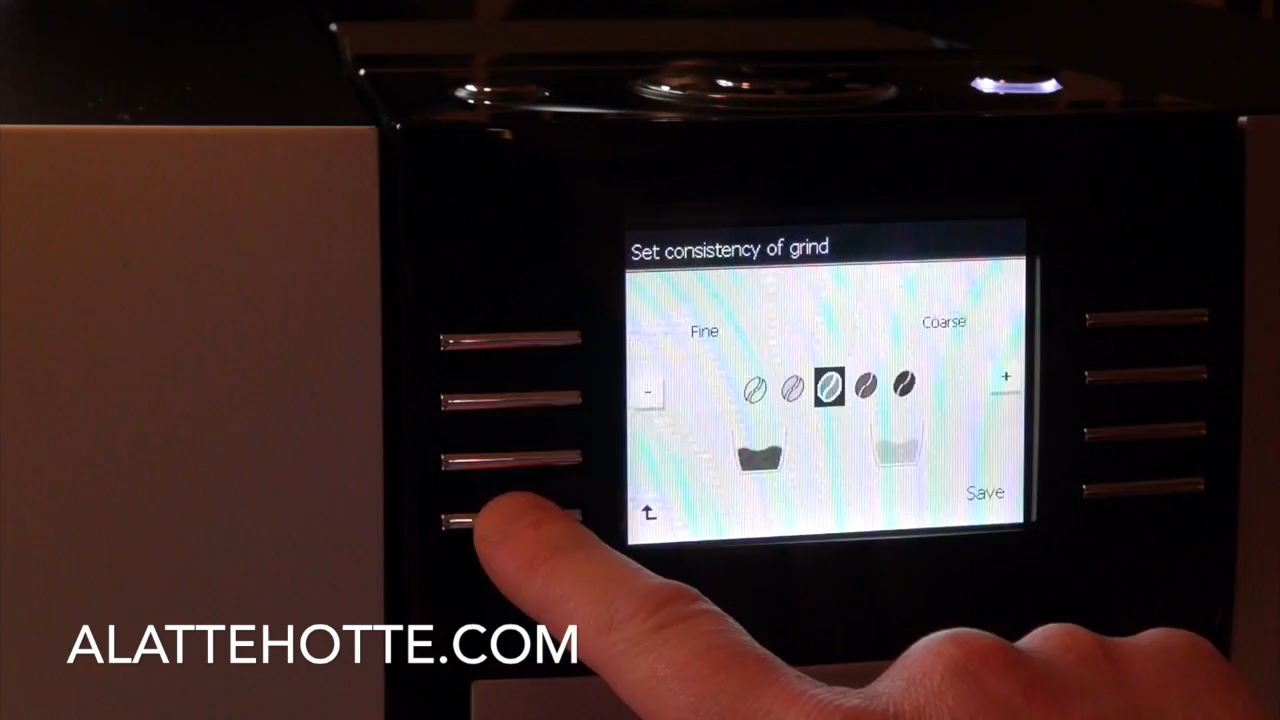 Set consistency of grind
Fine
Coarse
-
+
Save
ALATTEHOTTE.COM